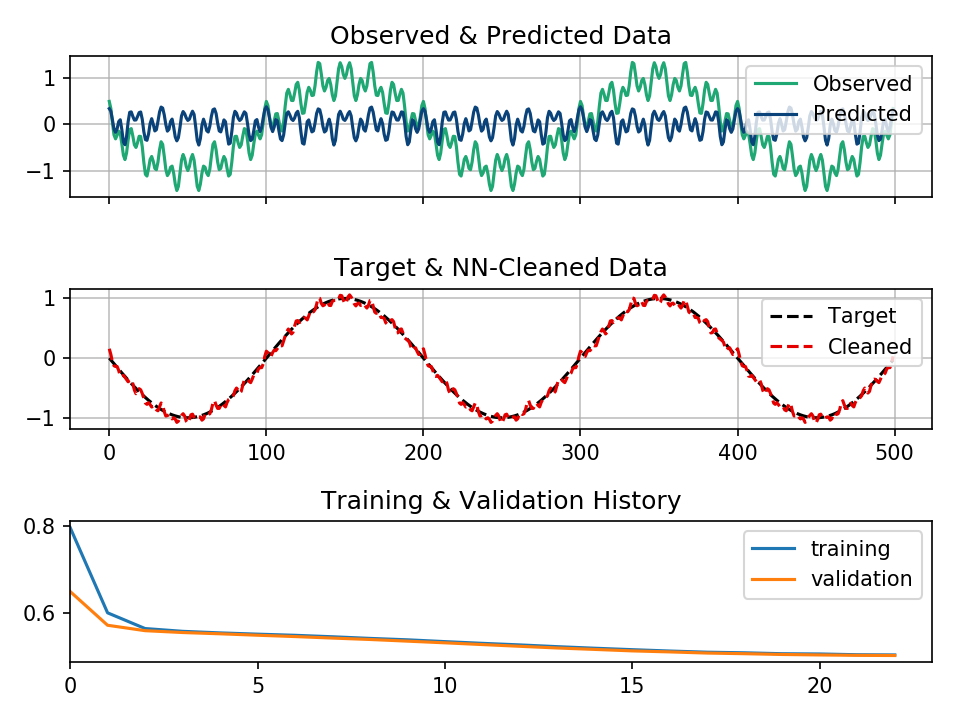 Observed & Predicted Data
1
0
−1
Observed
Predicted
Target & NN-Cleaned Data
1
0
−1
Target
Cleaned
0 100 200 300 400 500
Training & Validation History
0.8
0.6
training
validation
0 5 10 15 20